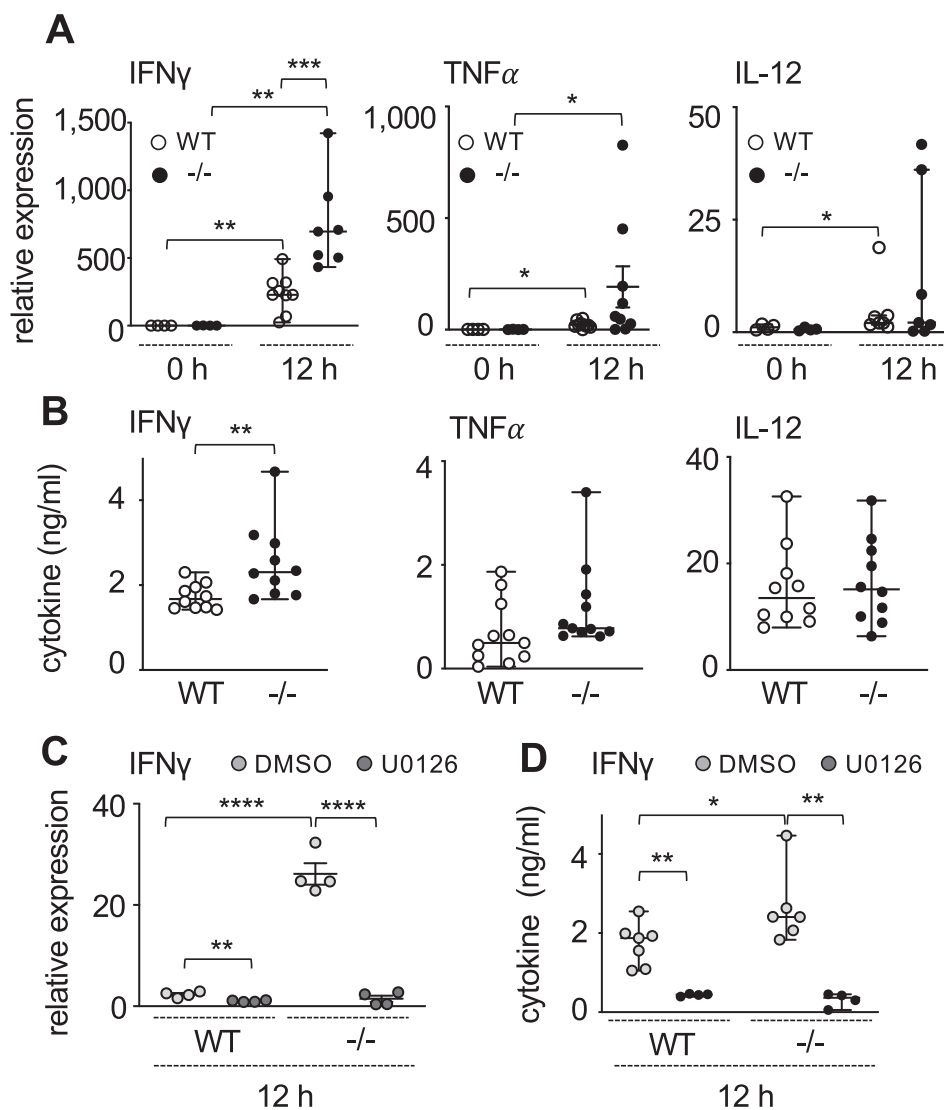 A
IFNγ
TNFα
IL-12
relative expression
1,500
1,000
500
0
WT
-/-
**
**
***
0 h
12 h
1,000
500
0
WT
-/-
*
*
0 h
12 h
50
25
0
WT
-/-
*
0 h
12 h
B
IFNγ
TNFα
IL-12
cytokine (ng/ml)
4
2
0
**
WT
-/-
4
2
0
WT
-/-
40
20
0
WT
-/-
C
IFNγ
DMSO
U0126
relative expression
40
20
0
****
****
**
WT
-/-
12 h
D
IFNγ
DMSO
U0126
cytokine (ng/ml)
4
2
0
*
**
**
WT
-/-
12 h